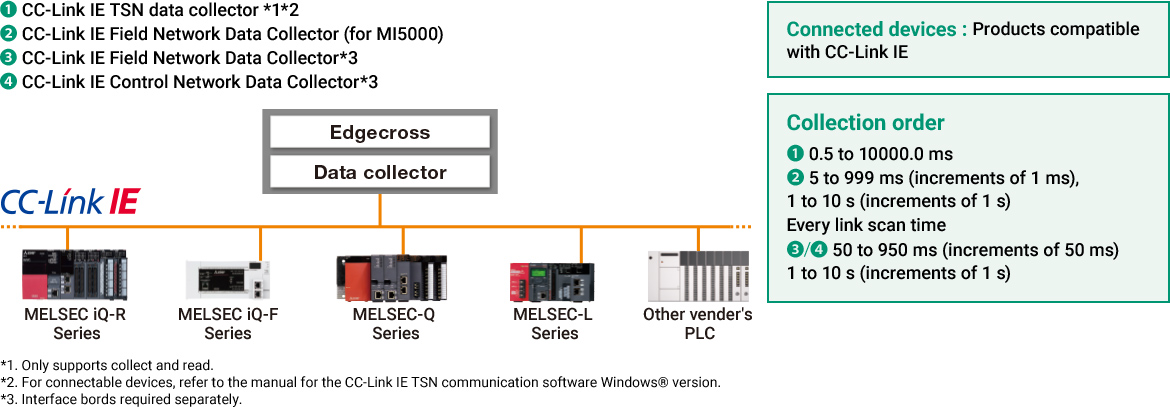 ❶ CC-Link IE TSN data collector *1*2
❷ CC-Link IE Field Network Data Collector (for MI5000)
❸ CC-Link IE Field Network Data Collector*3
❹ CC-Link IE Control Network Data Collector*3
Edgecross
Data collector
CC-Link IE
MELSEC iQ-R
Series
MELSEC iQ-F
Series
MELSEC-Q
Series
MELSEC-L
Series
Other vender's
PLC
*1. Only supports collect and read.
*2. For connectable devices, refer to the manual for the CC-Link IE TSN communication software Windows® version.
*3. Interface bords required separately.
Connected devices : Products compatible
with CC-Link IE
Collection order
❶ 0.5 to 10000.0 ms
❷ 5 to 999 ms (increments of 1 ms),
1 to 10 s (increments of 1 s)
Every link scan time
❸/❹ 50 to 950 ms (increments of 50 ms)
1 to 10 s (increments of 1 s)